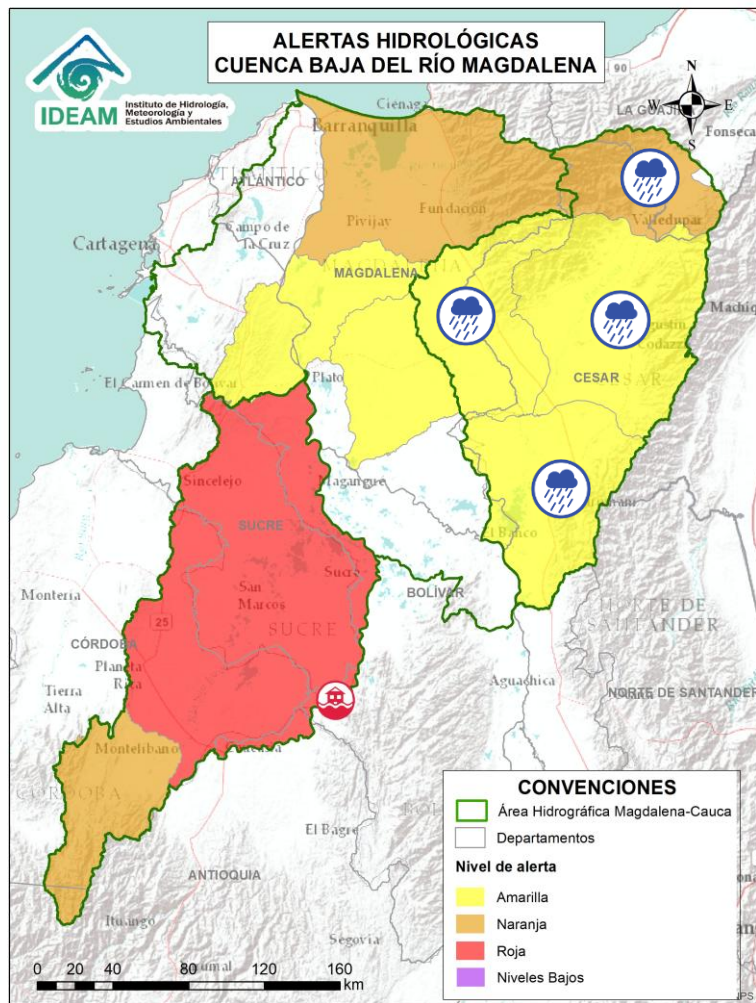 ALERTAS HIDROLÓGICAS
CUENCA BAJA DEL RÍO MAGDALENA
IDEAM
Instituto de Hidrología,
Meteorología y
Estudios Ambientales
N
W
E
S
90
LA GUAJI
Fonseca
Ciénaga
Barranquilla
ATLÁNTICO
Valledupar
Pivijay
Fundación
Campo de
la Cruz
Cartagena
MAGDALENA
Machiq
Codazzi
El Carmen de Bolívar
Plato
CESAR
Sincelejo
Magangué
SUCRE
El Banco
Sucre
San
Marcos
BOLÍVAR
SUCRE
NORTE DE
SANTANDER
Montería
25
CÓRDOBA
Planeta
Rica
Tierra
Alta
Aguachica
NORTE DE SANTANDER
Montelíbano
El Bagre
ANTIOQUIA
Ituango
Segovia
CONVENCIONES
Área Hidrográfica Magdalena-Cauca
Departamentos
Nivel de alerta
Amarilla
Naranja
Roja
Niveles Bajos
0 20 40 80 120 160
km